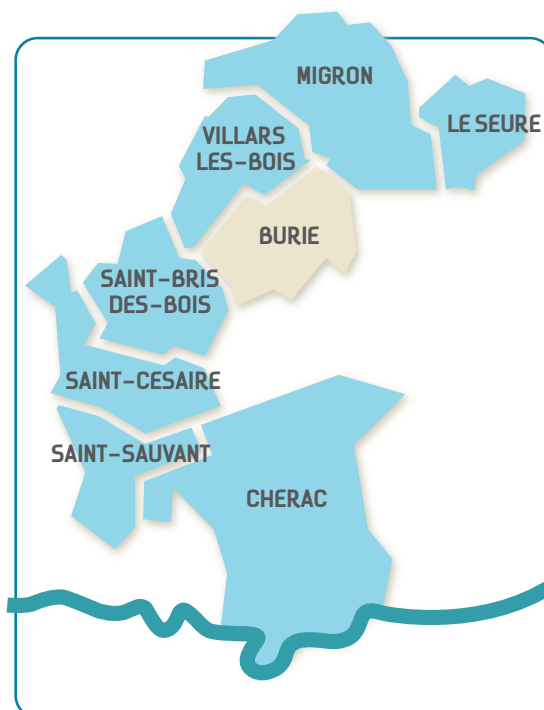 MIGRON
LE SEURE
VILLARS
LES-BOIS
BURIE
SAINT-BRIS
DES-BOIS
SAINT-CESAIRE
SAINT-SAUVANT
CHERAC